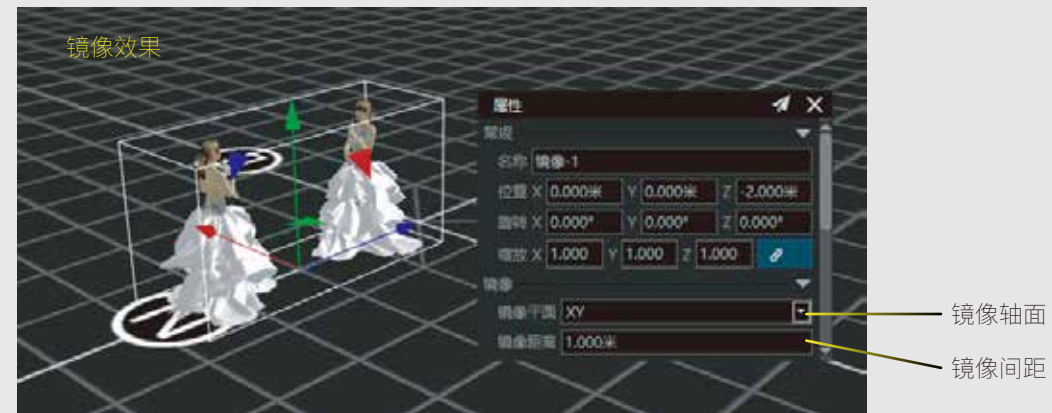 镜像效果
属性
常规
名称 镜像-1
位置 X 0.000米 Y 0.000米 Z -2.000米
旋转 X 0.000° Y 0.000° Z 0.000°
缩放 X 1.000 Y 1.000 Z 1.000
镜像
镜像平面 XY
镜像轴面
镜像距离 1.000米
镜像间距